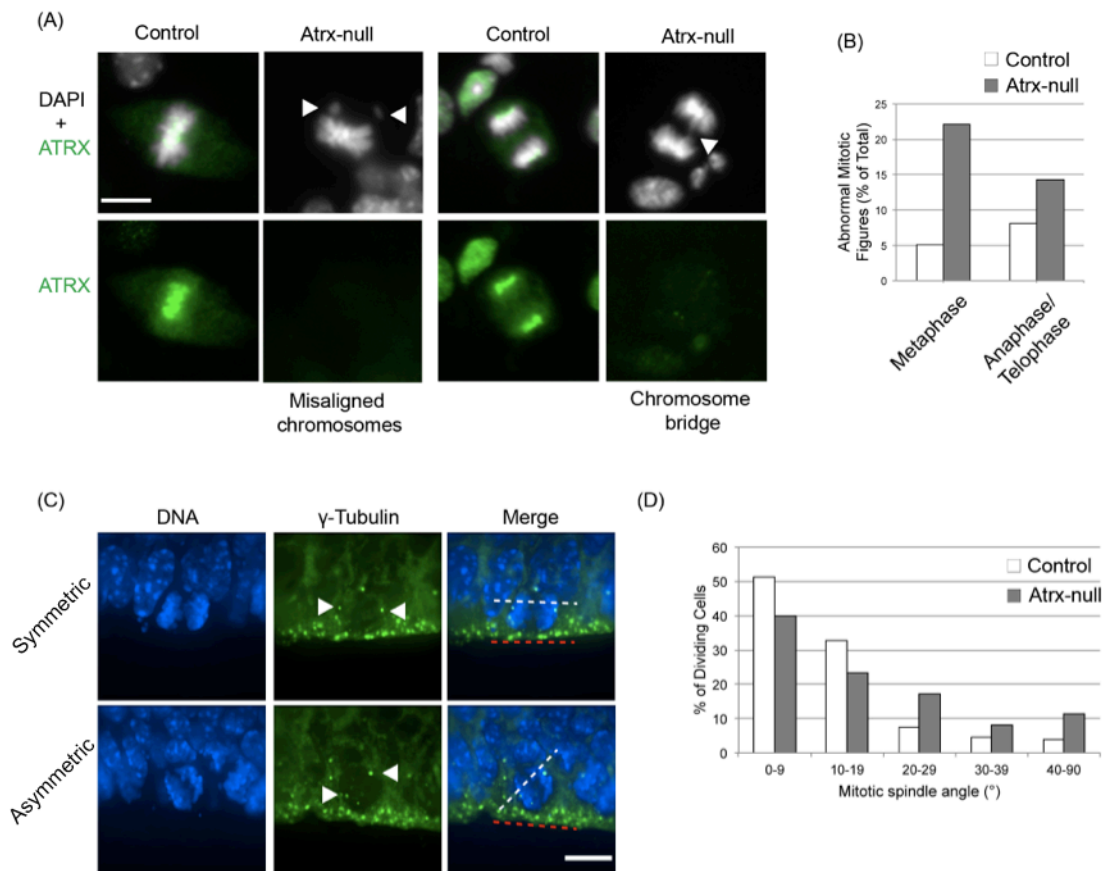 (A)
Control
Atrx-null
Control
Atrx-null
DAPI
+
ATRX
ATRX
Misaligned
chromosomes
Chromosome
bridge
(B)
Control
Atrx-null
Abnormal Mitotic
Figures (% of Total)
25
20
15
10
5
0
Metaphase
Anaphase/
Telophase
(C)
DNA
γ-Tubulin
Merge
Symmetric
Asymmetric
(D)
Control
Atrx-null
% of Dividing Cells
60
50
40
30
20
10
0
0-9
10-19
20-29
30-39
40-90
Mitotic spindle angle (°)